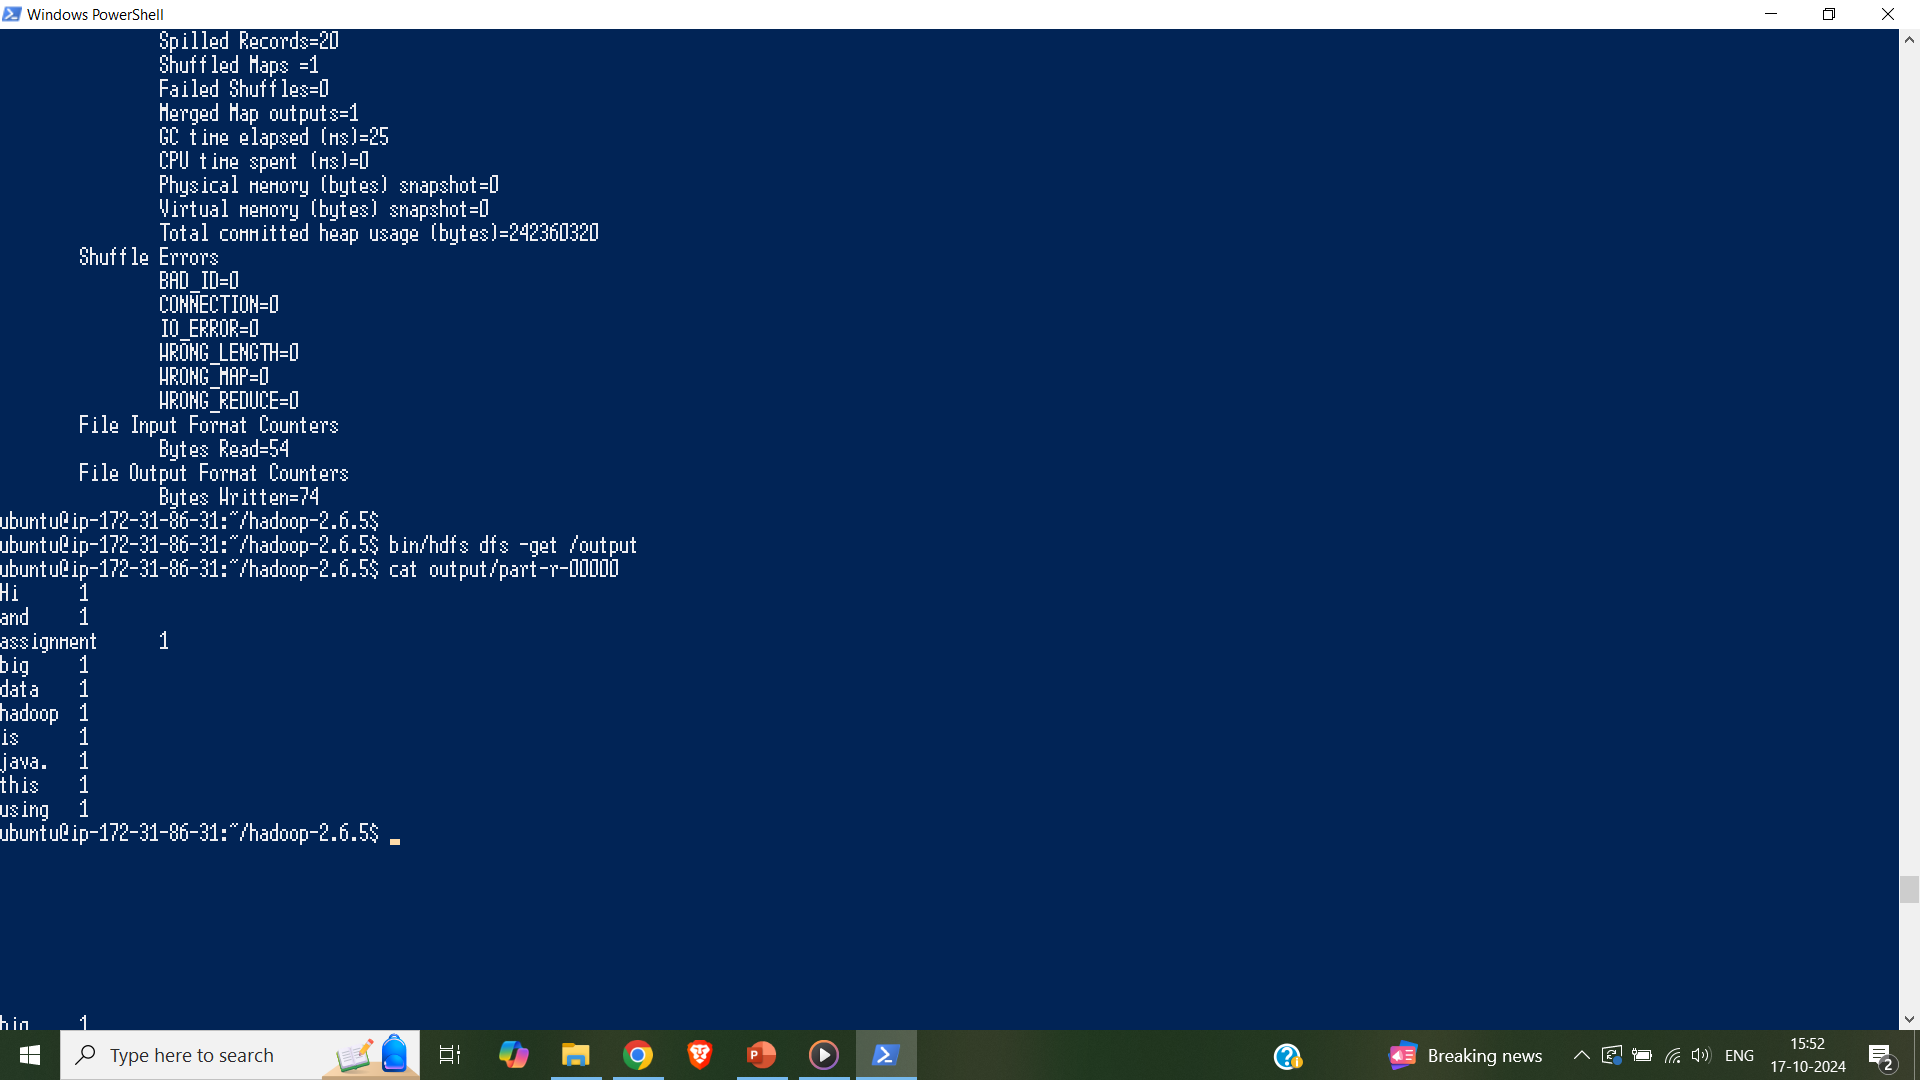 Windows PowerShell
Spilled Records=20
Shuffled Maps =1
Failed Shuffles=0
Merged Map outputs=1
GC time elapsed (ms)=25
CPU time spent (ms)=0
Physical memory (bytes) snapshot=0
Virtual memory (bytes) snapshot=0
Total committed heap usage (bytes)=242360320
Shuffle Errors
BAD_ID=0
CONNECTION=0
IO_ERROR=0
WRONG_LENGTH=0
WRONG_MAP=0
WRONG_REDUCE=0
File Input Format Counters
Bytes Read=54
File Output Format Counters
Bytes Written=74
ubuntu@ip-172-31-86-31:~/hadoop-2.6.5$
ubuntu@ip-172-31-86-31:~/hadoop-2.6.5$ bin/hdfs dfs -get /output
ubuntu@ip-172-31-86-31:~/hadoop-2.6.5$ cat output/part-r-00000
Hi 1
and 1
assignment 1
big 1
data 1
hadoop 1
is 1
java. 1
this 1
using 1
ubuntu@ip-172-31-86-31:~/hadoop-2.6.5$
big 1
Type here to search
Breaking news
ENG
15:52
17-10-2024
2